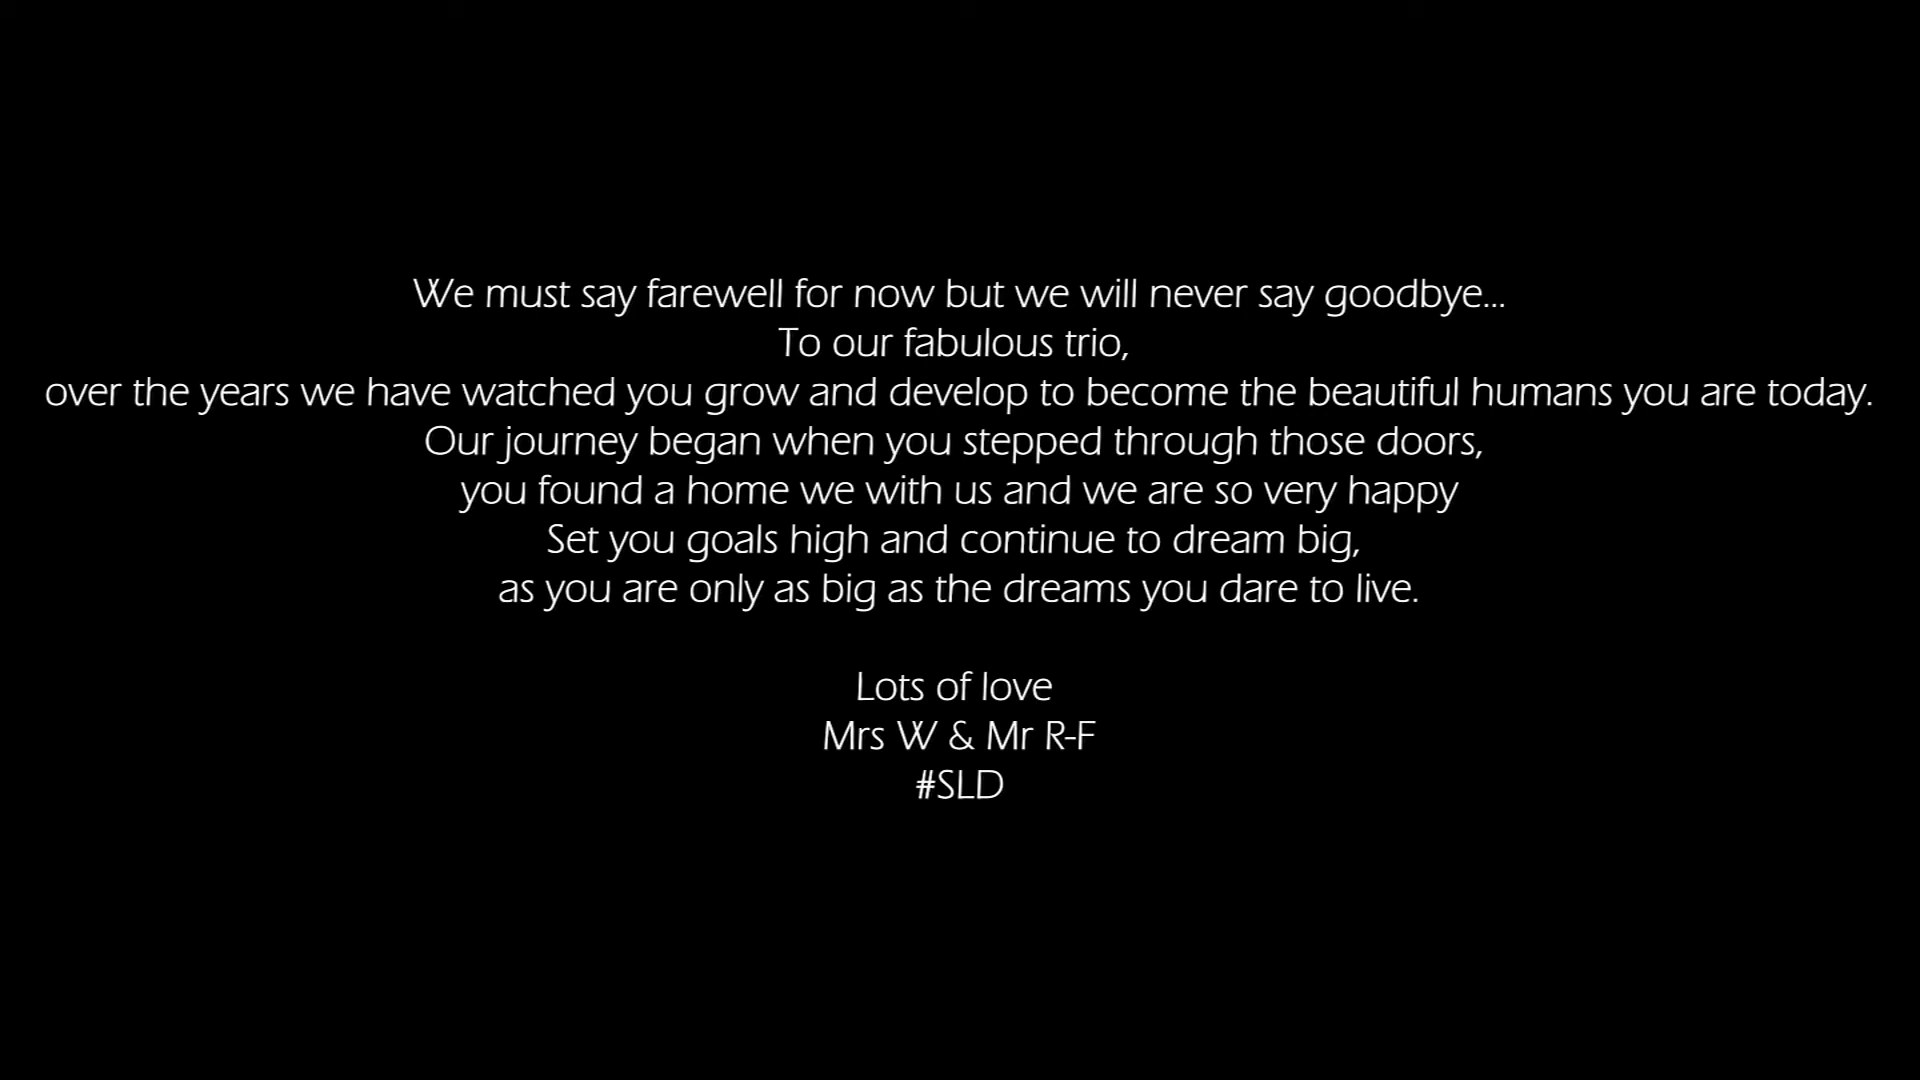 We must say farewell for now but we will never say goodbye...
To our fabulous trio,
over the years we have watched you grow and develop to become the beautiful humans you are today.
Our journey began when you stepped through those doors,
you found a home we with us and we are so very happy
Set you goals high and continue to dream big,
as you are only as big as the dreams you dare to live.
Lots of love
Mrs W & Mr R-F
#SLD